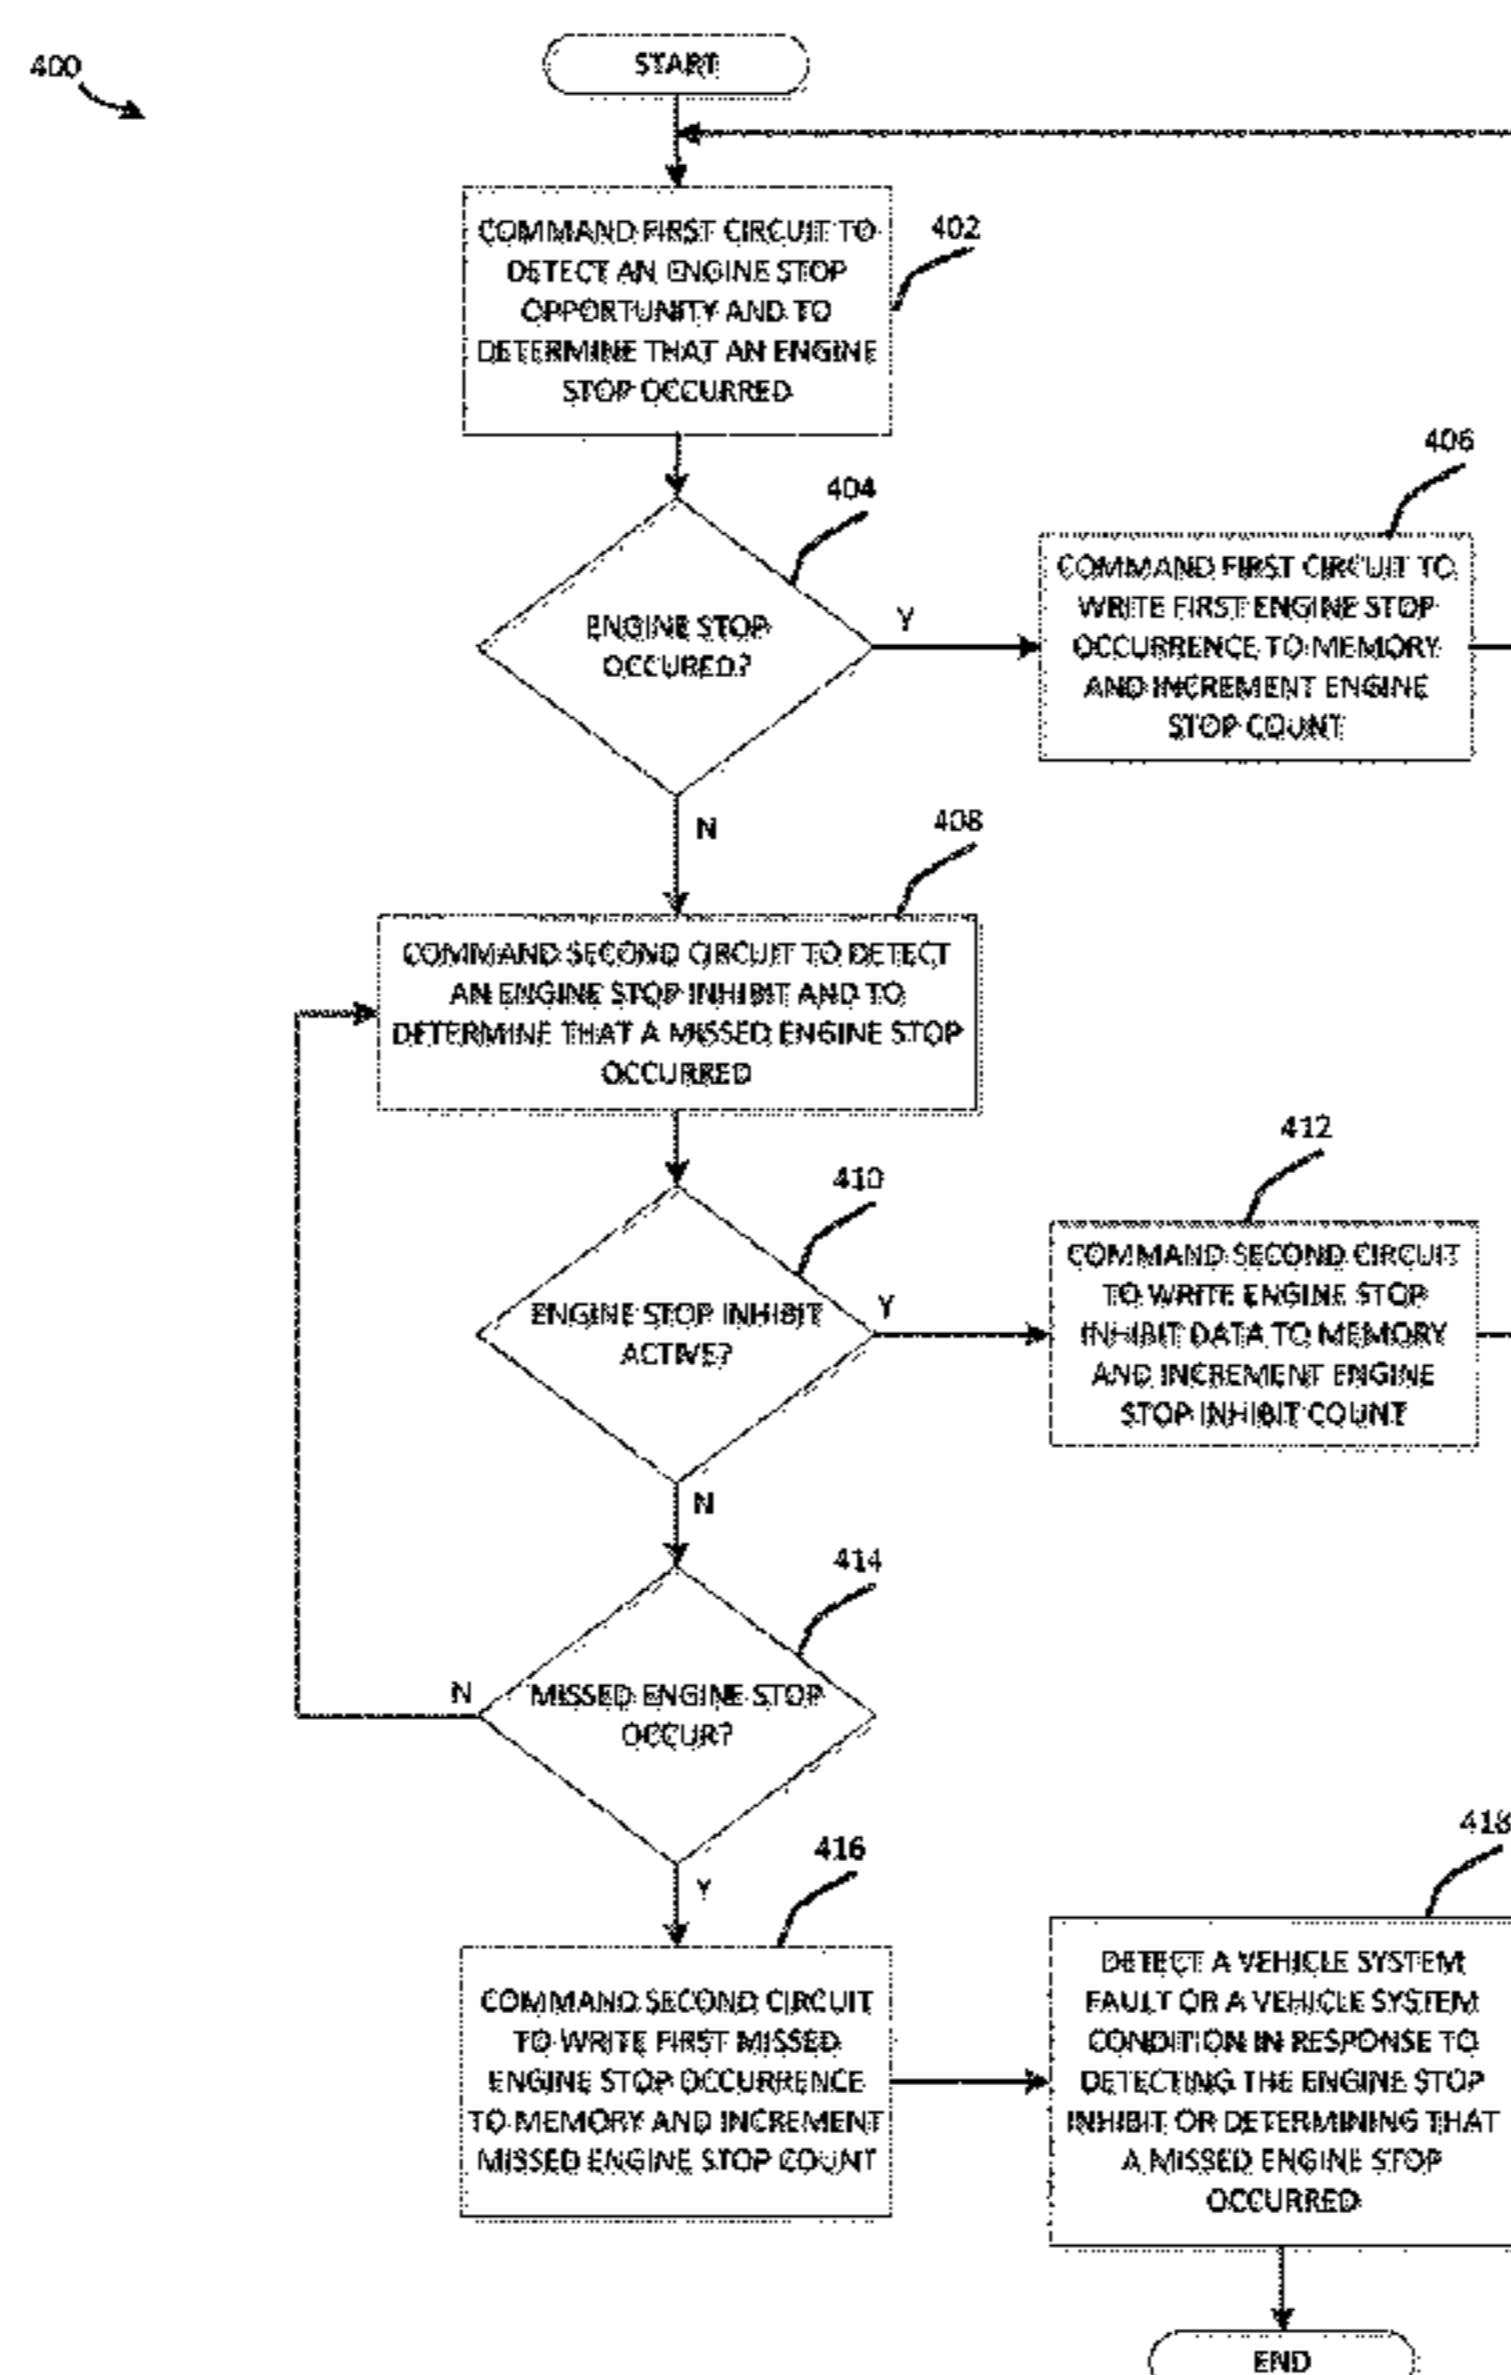 400
START
COMMAND FIRST CIRCUIT TO
DETECT AN ENGINE STOP
OPPORTUNITY AND TO
DETERMINE THAT AN ENGINE
STOP OCCURRED
402
404
ENGINE STOP
OCCURED?
Y
406
COMMAND FIRST CIRCUIT TO
WRITE FIRST ENGINE STOP
OCCURRENCE TO MEMORY
AND INCREMENT ENGINE
STOP COUNT
N
408
COMMAND SECOND CIRCUIT TO DETECT
AN ENGINE STOP INHIBIT AND TO
DETERMINE THAT A MISSED ENGINE STOP
OCCURRED
410
ENGINE STOP INHIBIT
ACTIVE?
Y
412
COMMAND SECOND CIRCUIT
TO WRITE ENGINE STOP
INHIBIT DATA TO MEMORY
AND INCREMENT ENGINE
STOP INHIBIT COUNT
N
414
MISSED ENGINE STOP
OCCUR?
N
Y
416
COMMAND SECOND CIRCUIT
TO WRITE FIRST MISSED
ENGINE STOP OCCURRENCE
TO MEMORY AND INCREMENT
MISSED ENGINE STOP COUNT
418
DETECT A VEHICLE SYSTEM
FAULT OR A VEHICLE SYSTEM
CONDITION IN RESPONSE TO
DETECTING THE ENGINE STOP
INHIBIT OR DETERMINING THAT
A MISSED ENGINE STOP
OCCURRED
END